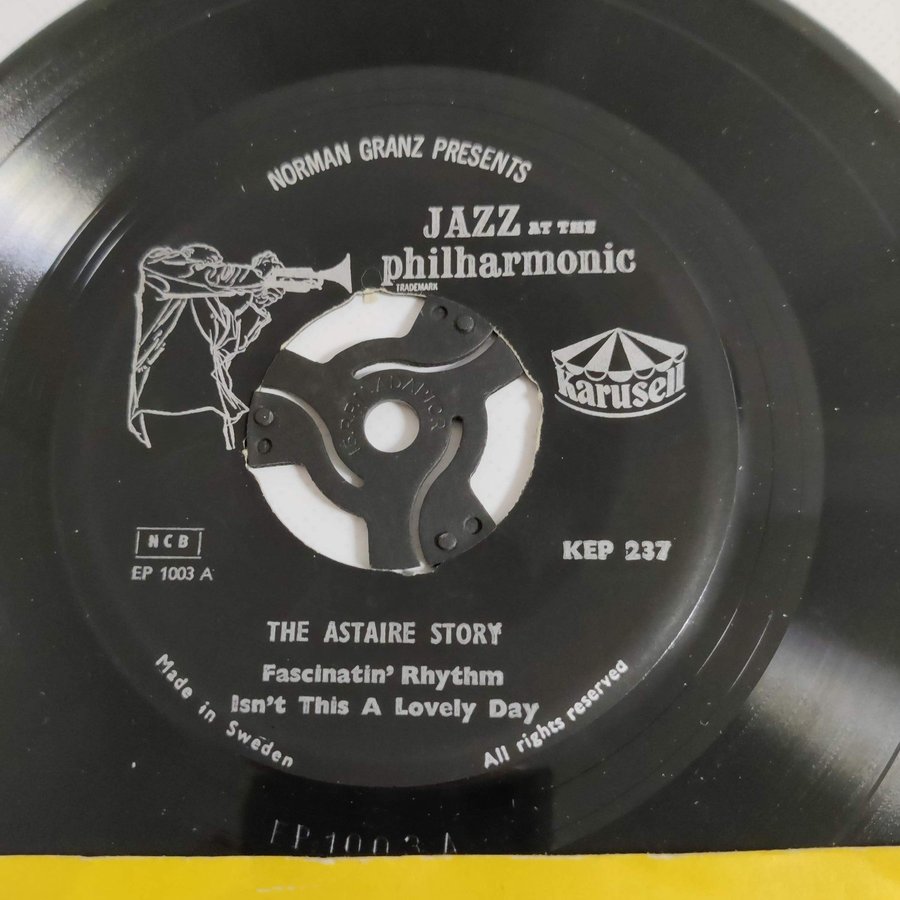 NORMAN GRANZ PRESENTS
JAZZ AT THE
philharmonic
TRADEMARK
Karusell
NCB
EP 1003 A
KEP 237
THE ASTAIRE STORY
Fascinatin' Rhythm
Isn't This A Lovely Day
Made in Sweden
All rights reserved
EP 1003 A